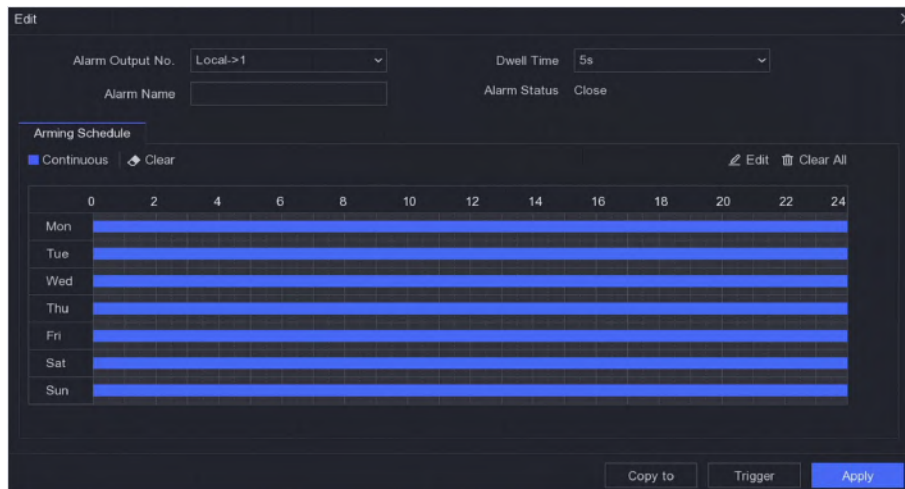 Edit
Alarm Output No. Local->1 Dwell Time 5s
Alarm Name Alarm Status Close
Arming Schedule
Continuous Clear Edit Clear All
0 2 4 6 8 10 12 14 16 18 20 22 24
Mon
Tue
Wed
Thu
Fri
Sat
Sun
Copy to Trigger Apply